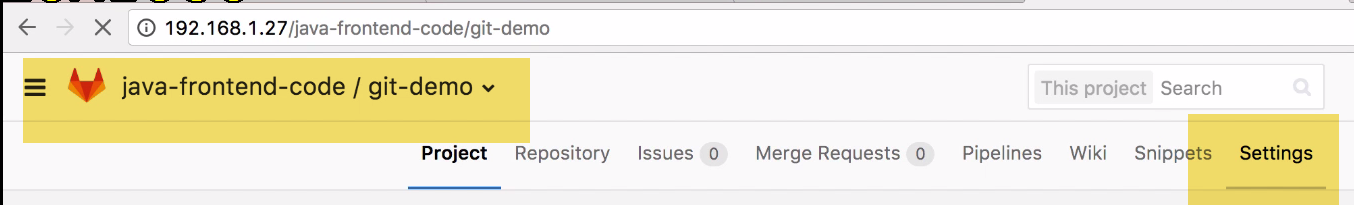 192.168.1.27/java-frontend-code/git-demo
java-frontend-code / git-demo
This project Search
Project Repository Issues 0 Merge Requests 0 Pipelines Wiki Snippets Settings